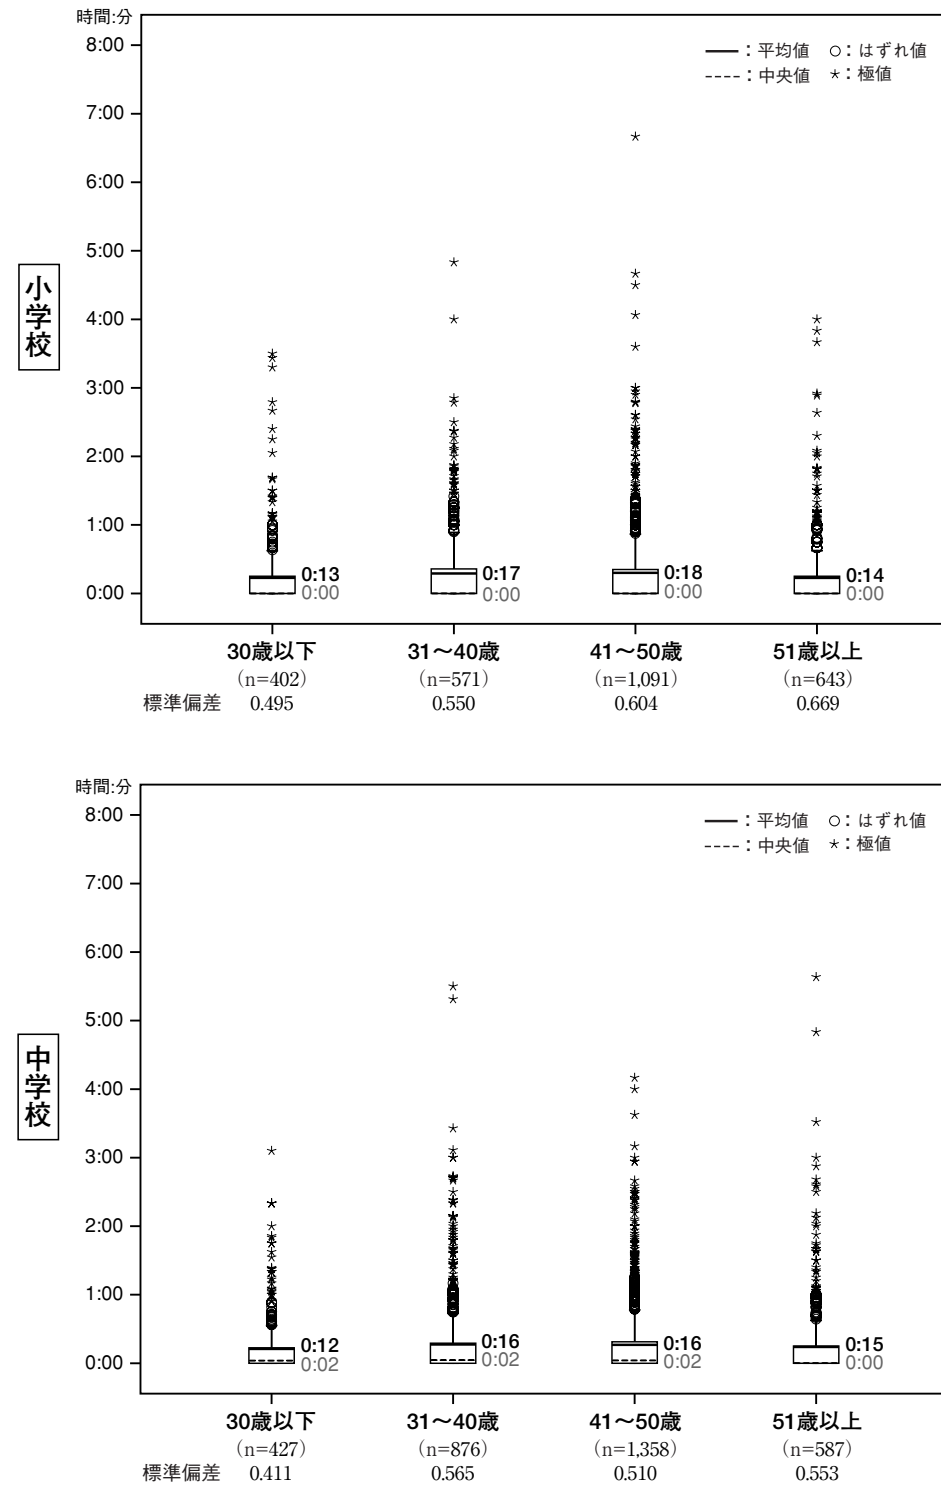 時間:分
8:00
7:00
6:00
5:00
4:00
3:00
2:00
1:00
0:00
小学校
━━:平均値 ○:はずれ値
----:中央値 *:極値
0:13
0:00
0:17
0:00
0:18
0:00
0:14
0:00
30歳以下 31〜40歳 41〜50歳 51歳以上
(n=402) (n=571) (n=1,091) (n=643)
標準偏差 0.495 0.550 0.604 0.669
時間:分
8:00
7:00
6:00
5:00
4:00
3:00
2:00
1:00
0:00
中学校
━━:平均値 ○:はずれ値
----:中央値 *:極値
0:12
0:02
0:16
0:02
0:16
0:02
0:15
0:00
30歳以下 31〜40歳 41〜50歳 51歳以上
(n=427) (n=876) (n=1,358) (n=587)
標準偏差 0.411 0.565 0.510 0.553